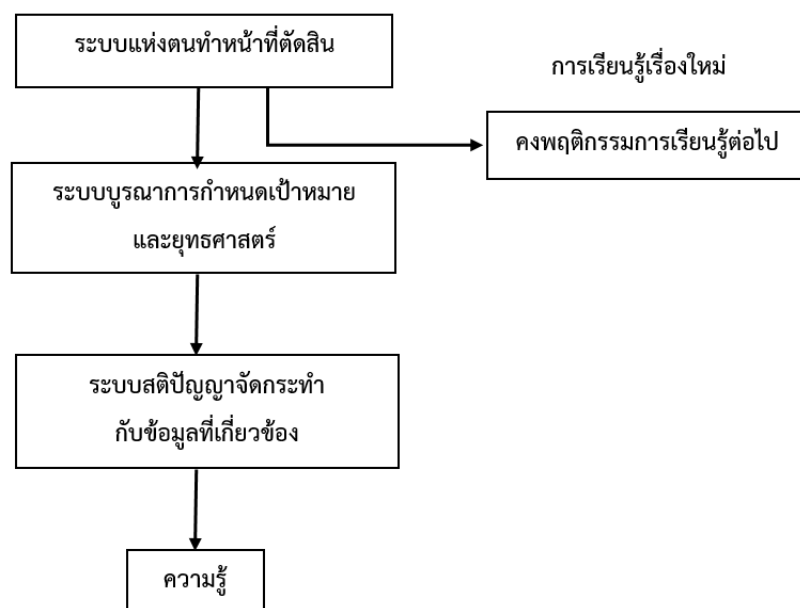 ระบบแห่งตนทำหน้าที่ตัดสิน
การเรียนรู้เรื่องใหม่
คงพฤติกรรมการเรียนรู้ต่อไป
ระบบบูรณาการกำหนดเป้าหมาย
และยุทธศาสตร์
ระบบสติปัญญาจัดกระทำ
กับข้อมูลที่เกี่ยวข้อง
ความรู้